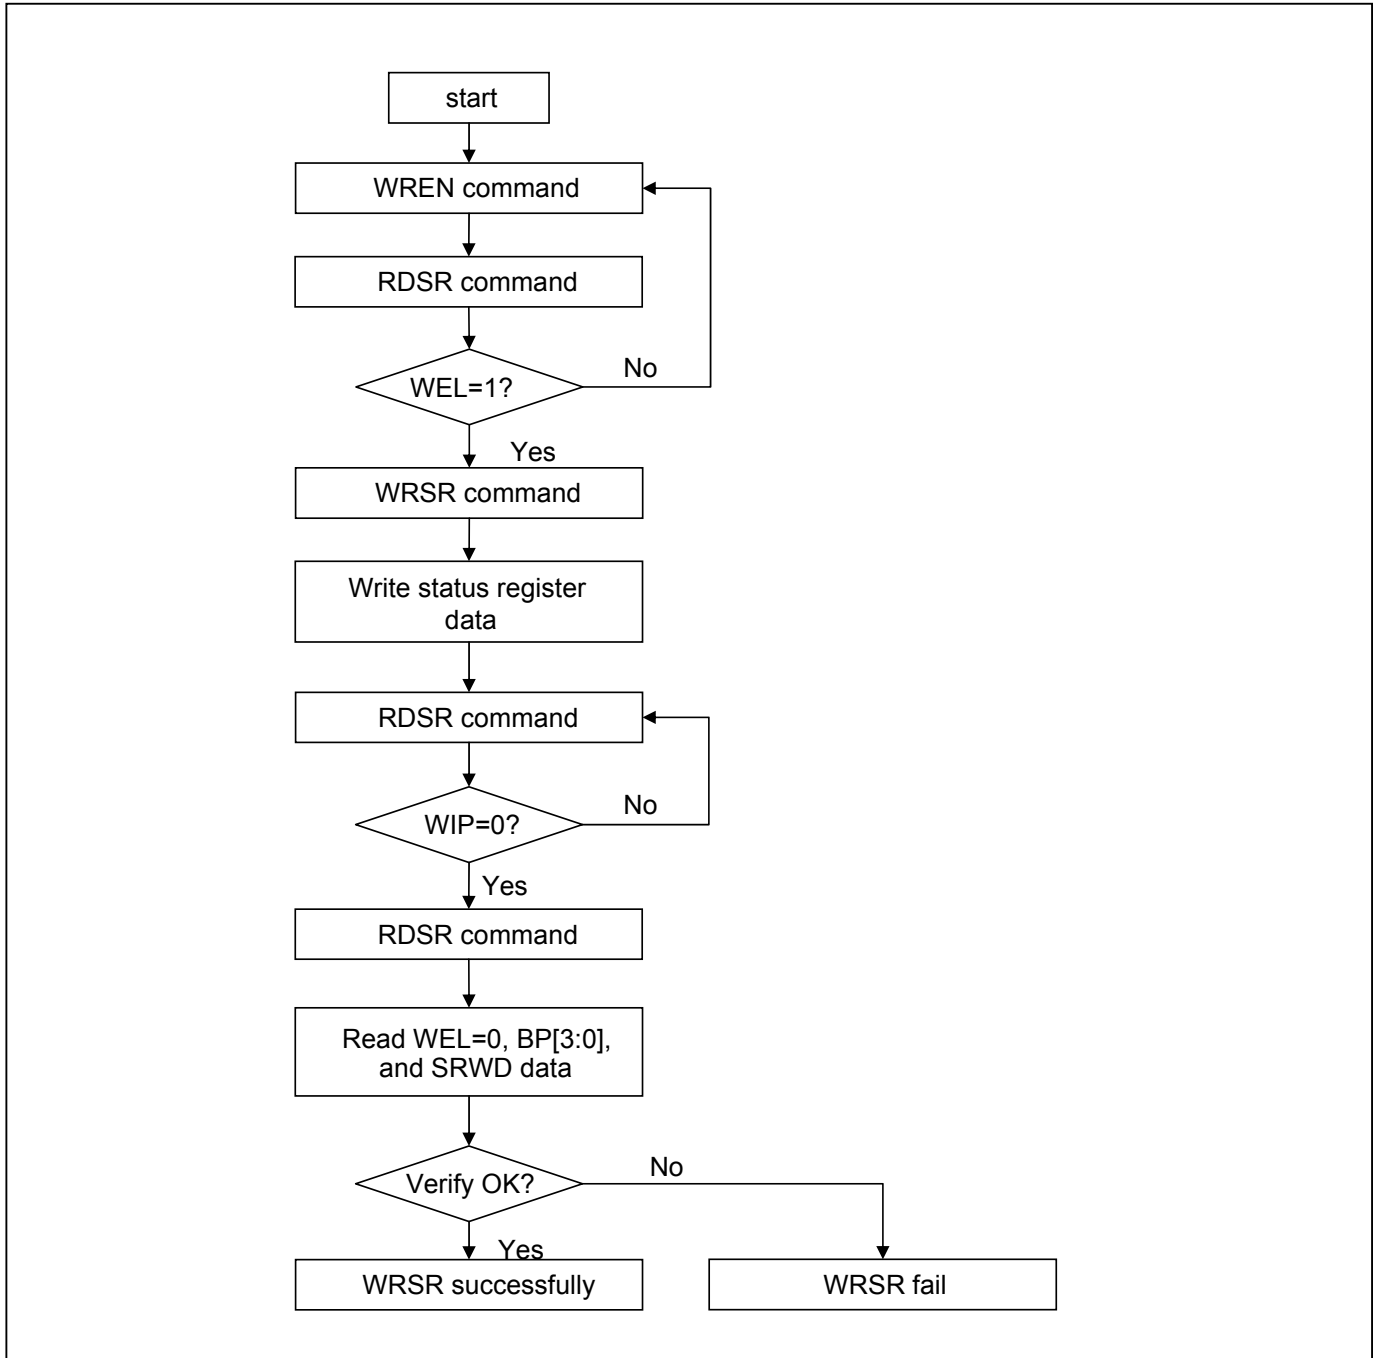 start
WREN command
RDSR command
WEL=1?
No
Yes
WRSR command
Write status register
data
RDSR command
WIP=0?
No
Yes
RDSR command
Read WEL=0, BP[3:0],
and SRWD data
Verify OK?
No
Yes
WRSR successfully
WRSR fail